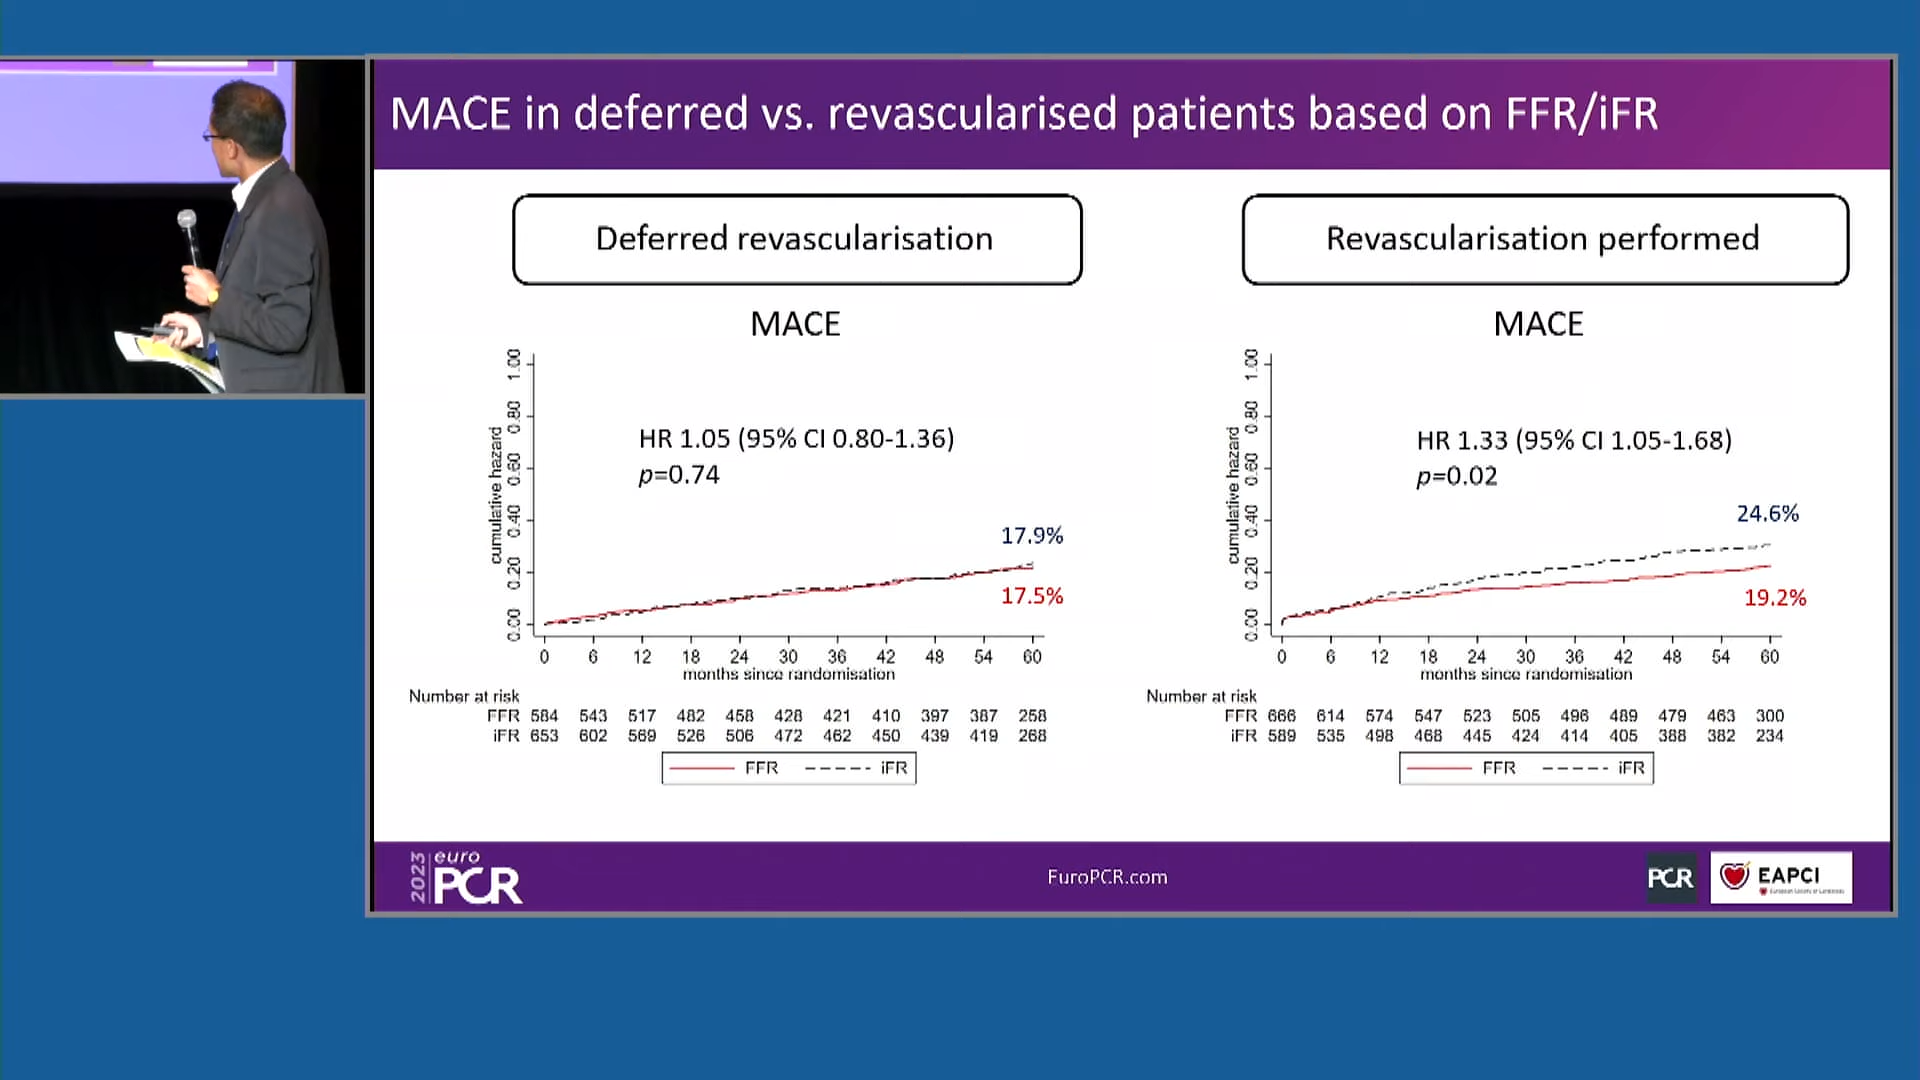 MACE in deferred vs. revascularised patients based on FFR/iFR
Deferred revascularisation
MACE
cumulative hazard
1.00
0.80
0.60
0.40
0.20
0.00
HR 1.05 (95% CI 0.80-1.36)
p=0.74
17.9%
17.5%
0 6 12 18 24 30 36 42 48 54 60
months since randomisation
Number at risk
FFR 584 543 517 482 458 428 421 410 397 387 258
iFR 653 602 569 526 506 472 462 450 439 419 268
FFR iFR
Revascularisation performed
MACE
cumulative hazard
1.00
0.80
0.60
0.40
0.20
0.00
HR 1.33 (95% CI 1.05-1.68)
p=0.02
24.6%
19.2%
0 6 12 18 24 30 36 42 48 54 60
months since randomisation
Number at risk
FFR 666 614 574 547 523 505 496 489 479 463 300
iFR 589 535 498 468 445 424 414 405 388 382 234
FFR iFR
2023
euro
PCR
EuroPCR.com
PCR
EAPCI